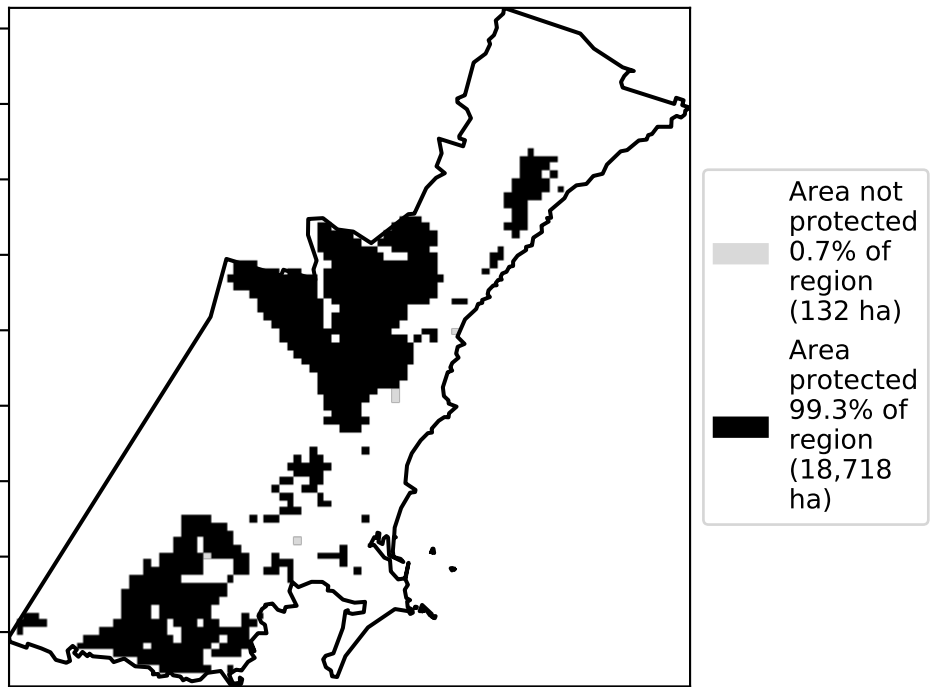 Area not
protected
0.7% of
region
(132 ha)
Area
protected
99.3% of
region
(18,718
ha)